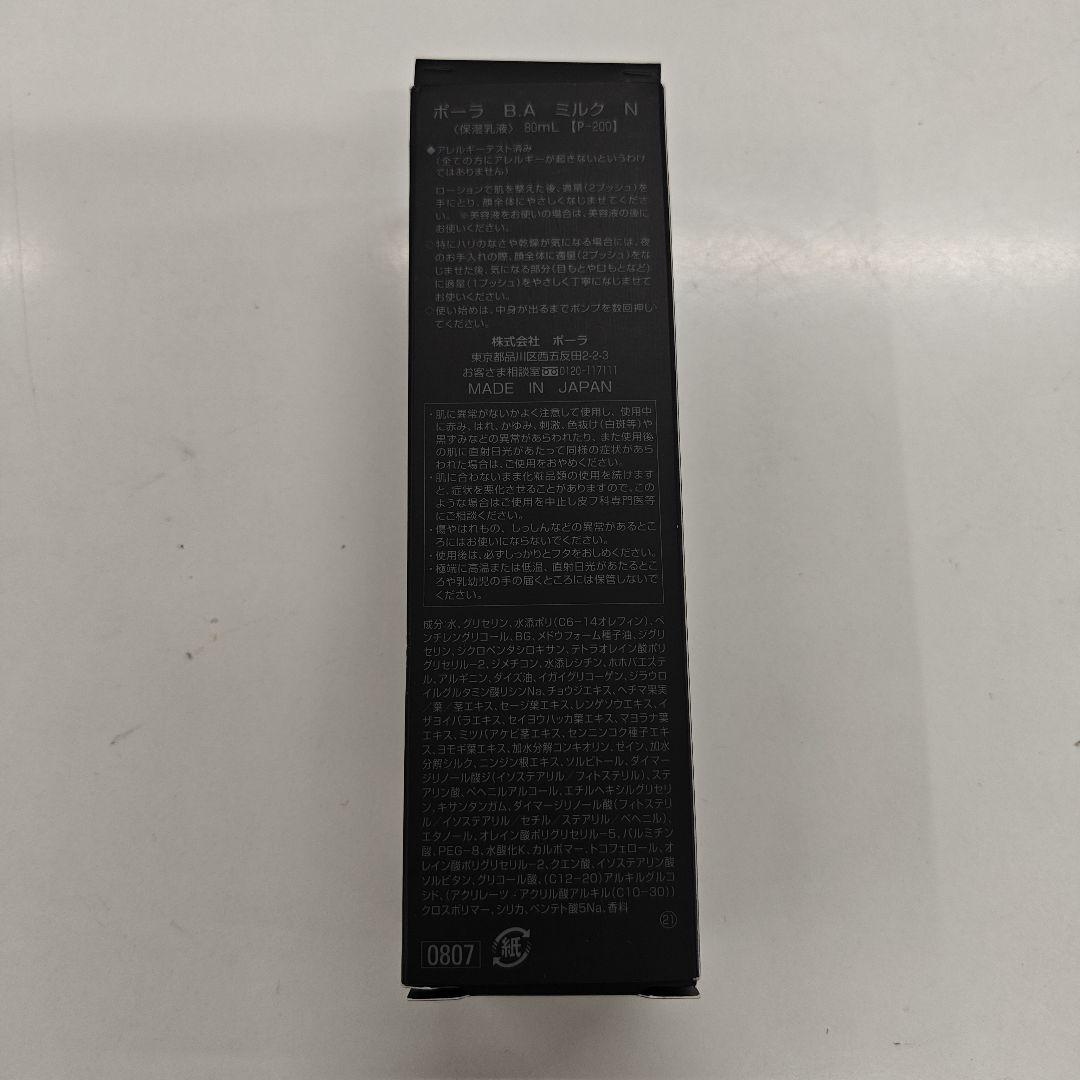 ポーラ B.A ミルク N
〈保湿乳液〉 80mL 【P-200】
◆アレルギーテスト済み
(全ての方にアレルギーが起きないというわけ
ではありません)
ローションで肌を整えた後、適量(2プッシュ)を
手にとり、顔全体にやさしくなじませてくださ
い。 ※美容液をお使いの場合は、美容液の後に
お使いください。
◇特にハリのなさや乾燥が気になる場合には、夜
のお手入れの際、顔全体に適量(2プッシュ)をな
じませた後、気になる部分(目もとや口もとなど)
に適量(1プッシュ)をやさしく丁寧になじませて
お使いください。
◇使い始めは、中身が出るまでポンプを数回押し
てください。
株式会社 ポーラ
東京都品川区西五反田2-2-3
お客さま相談室 0120-117111
MADE IN JAPAN
・肌に異常がないかよく注意して使用し、使用中
に赤み、はれ、かゆみ、刺激、色抜け(白斑等)や
黒ずみなどの異常があらわれたり、また使用後
の肌に直射日光があたって同様の症状があら
われた場合は、ご使用をおやめください。
・肌に合わないまま化粧品類の使用を続けます
と、症状を悪化させることがありますので、この
ような場合はご使用を中止し皮フ科専門医等
にご相談ください。
・傷やはれもの、しっしんなどの異常があるとこ
ろにはお使いにならないでください。
・使用後は、必ずしっかりとフタをおしめください。
・極端に高温または低温、直射日光があたるとこ
ろや乳幼児の手の届くところには保管しないで
ください。
成分:水、グリセリン、水添ポリ(C6-14オレフィン)、ペ
ンチレングリコール、BG、メドウフォーム種子油、ジグリ
セリン、シクロペンタシロキサン、テトラオレイン酸ポリ
グリセリル-2、ジメチコン、水添レシチン、ホホバエステ
ル、アルギニン、ダイズ油、イガイグリコーゲン、ジラウロ
イルグルタミン酸リシンNa、チョウジエキス、ヘチマ果実
/葉/茎エキス、セージ葉エキス、レンゲソウエキス、イ
ザヨイバラエキス、セイヨウハッカ葉エキス、マヨラナ葉
エキス、ミツバアケビ茎エキス、センニンコク種子エキ
ス、ヨモギ葉エキス、加水分解コンキオリン、ゼイン、加水
分解シルク、ニンジン根エキス、ソルビトール、ダイマー
ジリノール酸ジ(イソステアリル/フィトステリル)、ステ
アリン酸、ベヘニルアルコール、エチルヘキシルグリセリ
ン、キサンタンガム、ダイマージリノール酸(フィトステリ
ル/イソステアリル/セチル/ステアリル/ベヘニル)、
エタノール、オレイン酸ポリグリセリル-5、パルミチン
酸、PEG-8、水酸化K、カルボマー、トコフェロール、オ
レイン酸ポリグリセリル-2、クエン酸、イソステアリン酸
ソルビタン、グリコール酸、(C12-20)アルキルグルコ
シド、(アクリレーツ/アクリル酸アルキル(C10-30))
クロスポリマー、シリカ、ペンテト酸5Na、香料
21
0807 紙